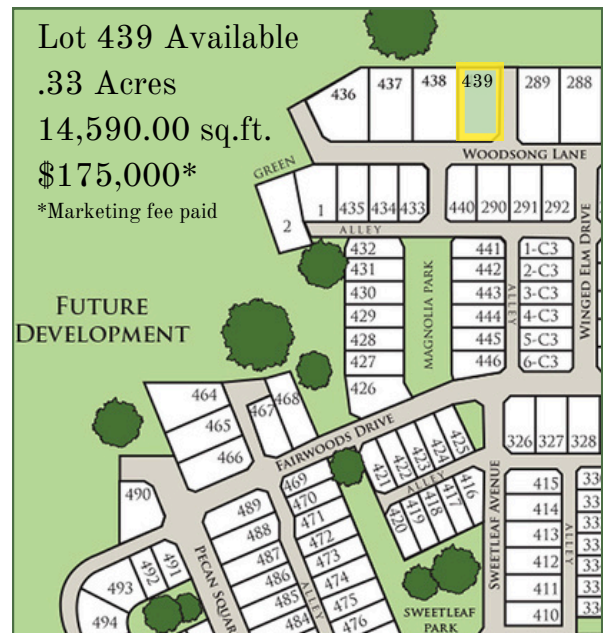 Lot 439 Available
.33 Acres
14,590.00 sq.ft.
$175,000*
*Marketing fee paid
436
437
438
439
289
288
WOODSONG LANE
GREEN
2
1
435
434
433
440
290
291
292
ALLEY
WINGED ELM DRIVE
432
431
430
429
428
427
426
MAGNOLIA PARK
441
442
443
444
445
446
ALLEY
1-C3
2-C3
3-C3
4-C3
5-C3
6-C3
FUTURE
DEVELOPMENT
464
465
466
467
468
FAIRWOODS DRIVE
421
422
423
424
425
ALLEY
420
419
418
417
416
326
327
328
SWEETLEAF AVENUE
415
414
413
412
411
410
ALLEY
490
489
488
487
486
485
484
469
470
471
472
473
474
475
476
ALLEY
PECAN SQUAR
491
492
493
494
SWEETLEAF
PARK